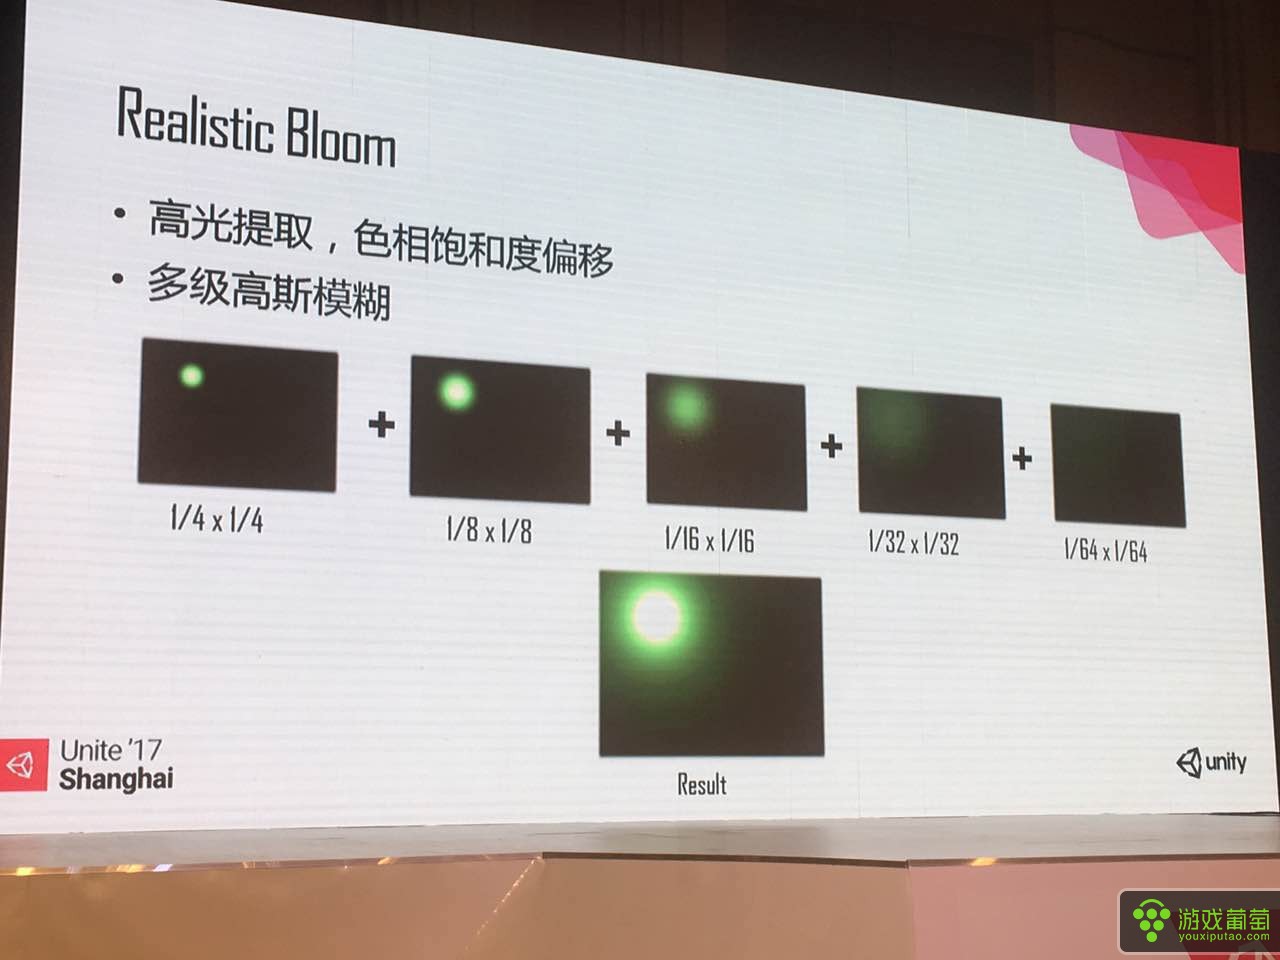 Realistic Bloom
• 高光提取，色相饱和度偏移
• 多级高斯模糊
+ + + +
1/4 x 1/4 1/8 x 1/8 1/16 x 1/16 1/32 x 1/32 1/64 x 1/64
Result
Unite '17
Shanghai
unity
游戏葡萄
youxiputao.com